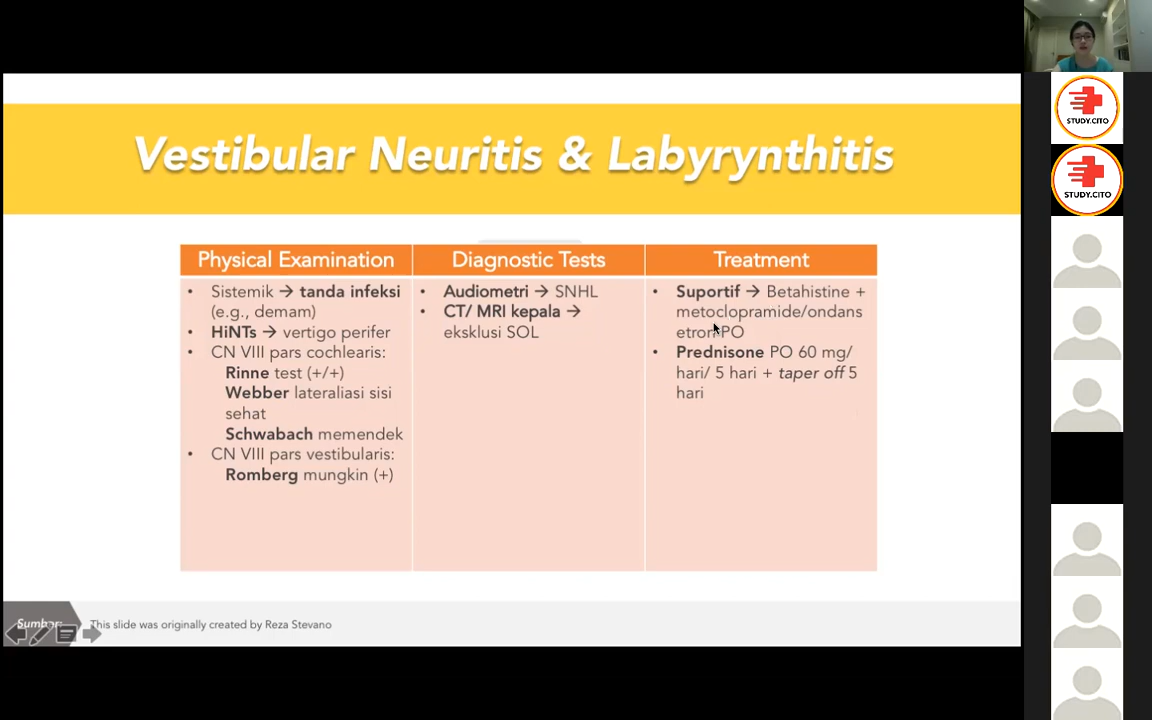 STUDY.CITO
STUDY.CITO
Vestibular Neuritis & Labyrynthitis
Physical Examination
• Sistemik → tanda infeksi
(e.g., demam)
• HiNTs → vertigo perifer
• CN VIII pars cochlearis:
Rinne test (+/+)
Webber lateraliasi sisi
sehat
Schwabach memendek
• CN VIII pars vestibularis:
Romberg mungkin (+)
Diagnostic Tests
• Audiometri → SNHL
• CT/ MRI kepala →
eksklusi SOL
Treatment
• Suportif → Betahistine +
metoclopramide/ondans
etron PO
• Prednisone PO 60 mg/
hari/ 5 hari + taper off 5
hari
Sumber:
This slide was originally created by Reza Stevano